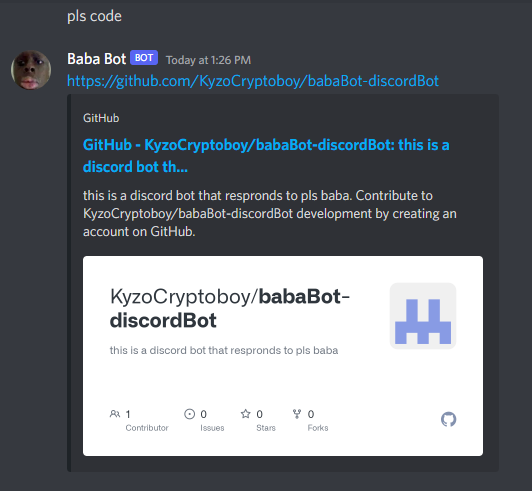 pls code
Baba Bot BOT Today at 1:26 PM
https://github.com/KyzoCryptoboy/babaBot-discordBot
GitHub
GitHub - KyzoCryptoboy/babaBot-discordBot: this is a
discord bot th...
this is a discord bot that respronds to pls baba. Contribute to
KyzoCryptoboy/babaBot-discordBot development by creating an
account on GitHub.
KyzoCryptoboy/babaBot-
discordBot
this is a discord bot that respronds to pls baba
1 0 0 0
Contributor Issues Stars Forks